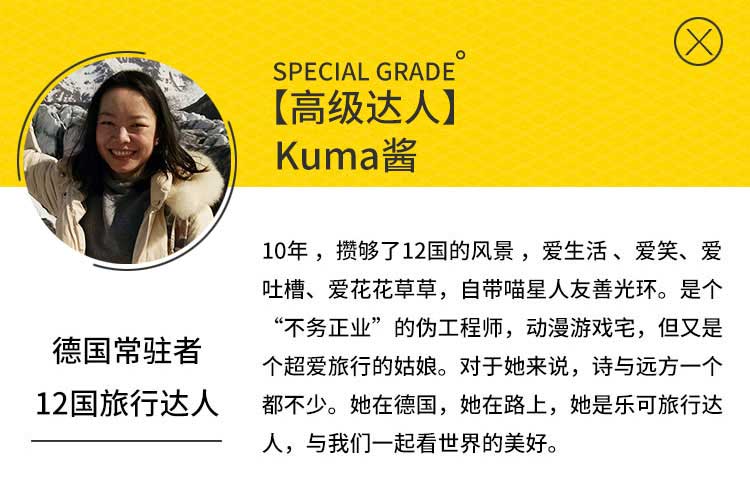 SPECIAL GRADE°
【高级达人】
Kuma酱
10年，攒够了12国的风景，爱生活、爱笑、爱
吐槽、爱花花草草，自带喵星人友善光环。是个
“不务正业”的伪工程师，动漫游戏宅，但又是
个超爱旅行的姑娘。对于她来说，诗与远方一个
都不少。她在德国，她在路上，她是乐可旅行达
人，与我们一起看世界的美好。
德国常驻者
12国旅行达人